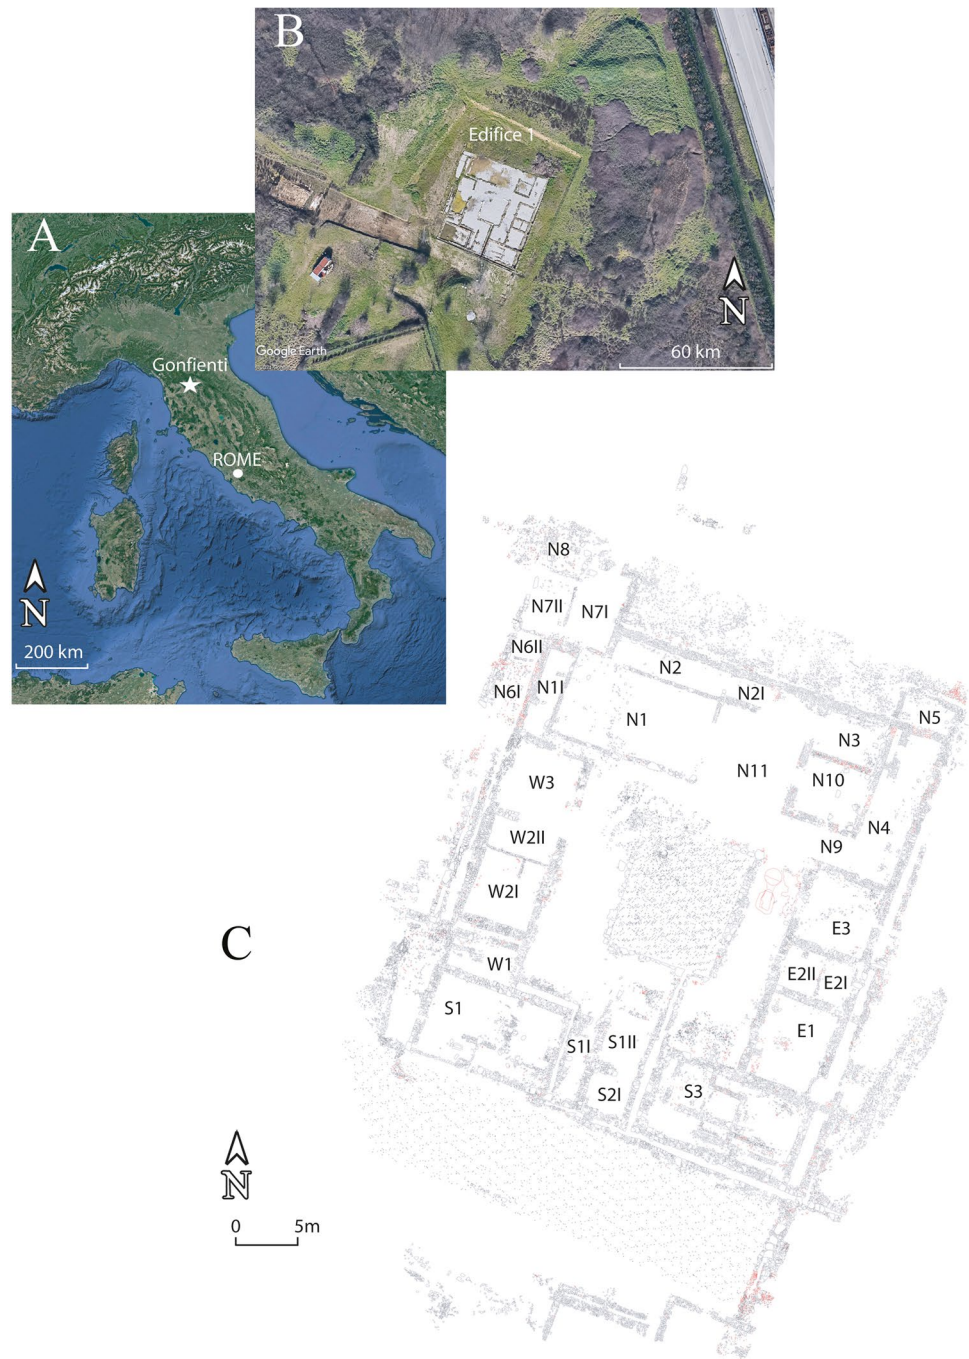 B
Edifice 1
N
Google Earth
60 km
A
Gonfienti
ROME
N
200 km
C
N8
N7II
N7I
N6II
N2
N6I
N1I
N2I
N1
N5
N3
N11
N10
W3
N4
W2II
N9
W2I
E3
W1
E2II
E2I
S1
E1
S1I
S1II
S2I
S3
N
0 5m